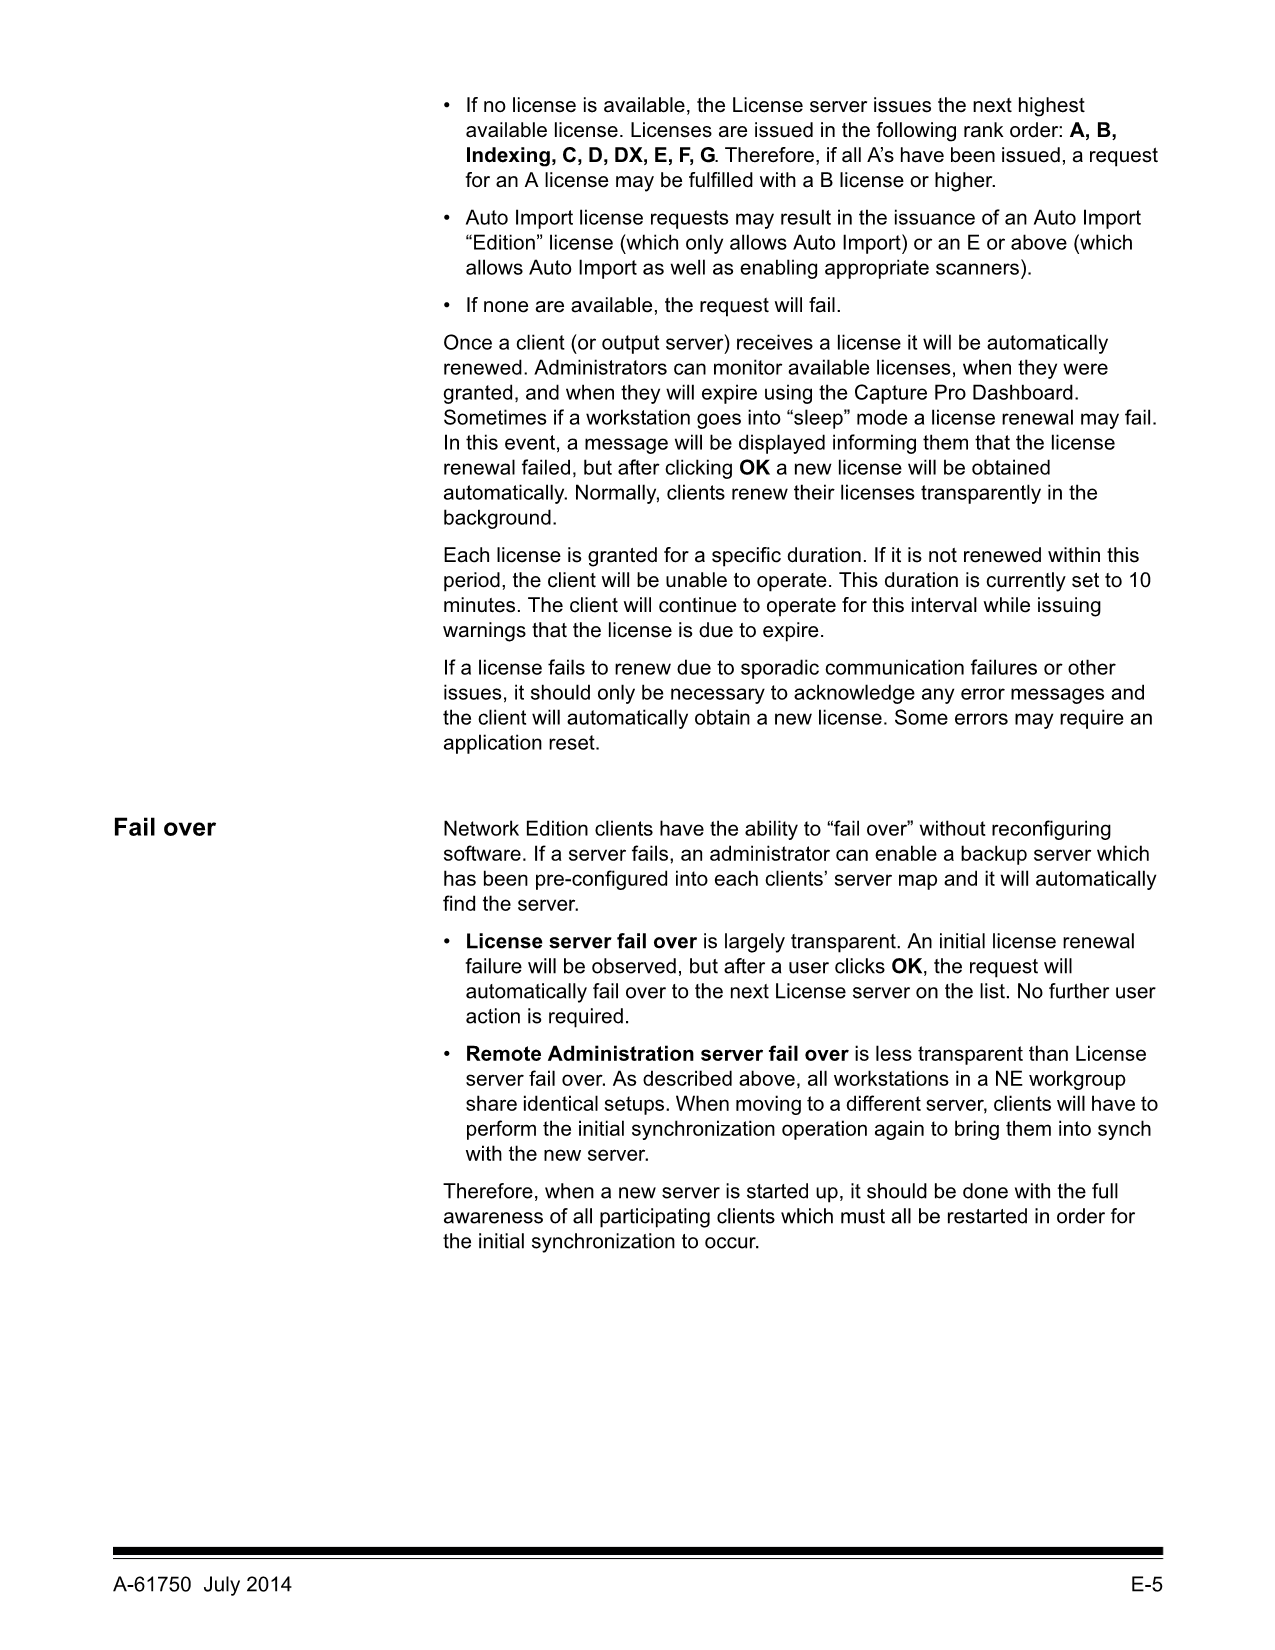 • If no license is available, the License server issues the next highest
available license. Licenses are issued in the following rank order: A, B,
Indexing, C, D, DX, E, F, G. Therefore, if all A’s have been issued, a request
for an A license may be fulfilled with a B license or higher.
• Auto Import license requests may result in the issuance of an Auto Import
“Edition” license (which only allows Auto Import) or an E or above (which
allows Auto Import as well as enabling appropriate scanners).
• If none are available, the request will fail.
Once a client (or output server) receives a license it will be automatically
renewed. Administrators can monitor available licenses, when they were
granted, and when they will expire using the Capture Pro Dashboard.
Sometimes if a workstation goes into “sleep” mode a license renewal may fail.
In this event, a message will be displayed informing them that the license
renewal failed, but after clicking OK a new license will be obtained
automatically. Normally, clients renew their licenses transparently in the
background.
Each license is granted for a specific duration. If it is not renewed within this
period, the client will be unable to operate. This duration is currently set to 10
minutes. The client will continue to operate for this interval while issuing
warnings that the license is due to expire.
If a license fails to renew due to sporadic communication failures or other
issues, it should only be necessary to acknowledge any error messages and
the client will automatically obtain a new license. Some errors may require an
application reset.
Fail over
Network Edition clients have the ability to “fail over” without reconfiguring
software. If a server fails, an administrator can enable a backup server which
has been pre-configured into each clients’ server map and it will automatically
find the server.
• License server fail over is largely transparent. An initial license renewal
failure will be observed, but after a user clicks OK, the request will
automatically fail over to the next License server on the list. No further user
action is required.
• Remote Administration server fail over is less transparent than License
server fail over. As described above, all workstations in a NE workgroup
share identical setups. When moving to a different server, clients will have to
perform the initial synchronization operation again to bring them into synch
with the new server.
Therefore, when a new server is started up, it should be done with the full
awareness of all participating clients which must all be restarted in order for
the initial synchronization to occur.
A-61750 July 2014
E-5